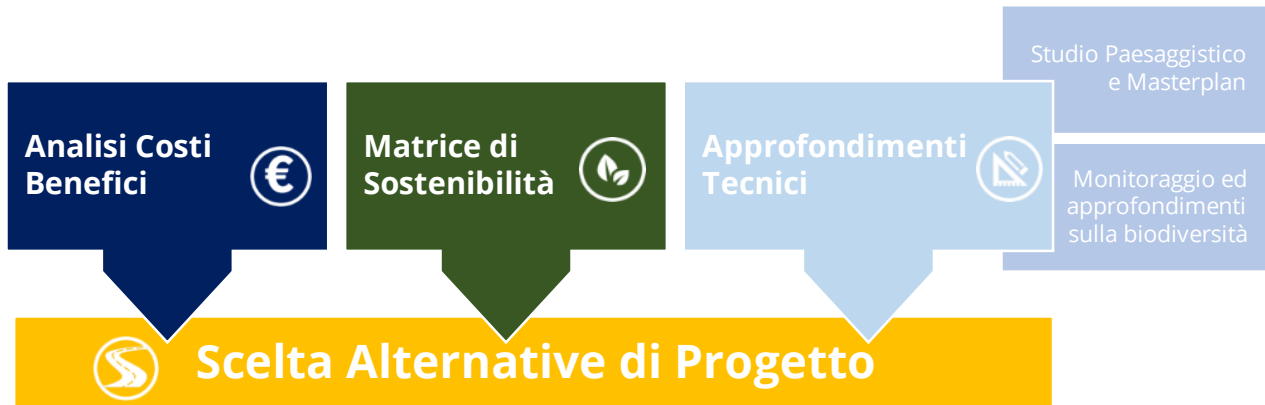 Studio Paesaggistico
e Masterplan
Analisi Costi
Benefici
€
Matrice di
Sostenibilità
Approfondimenti
Tecnici
Monitoraggio ed
approfondimenti
sulla biodiversità
Scelta Alternative di Progetto